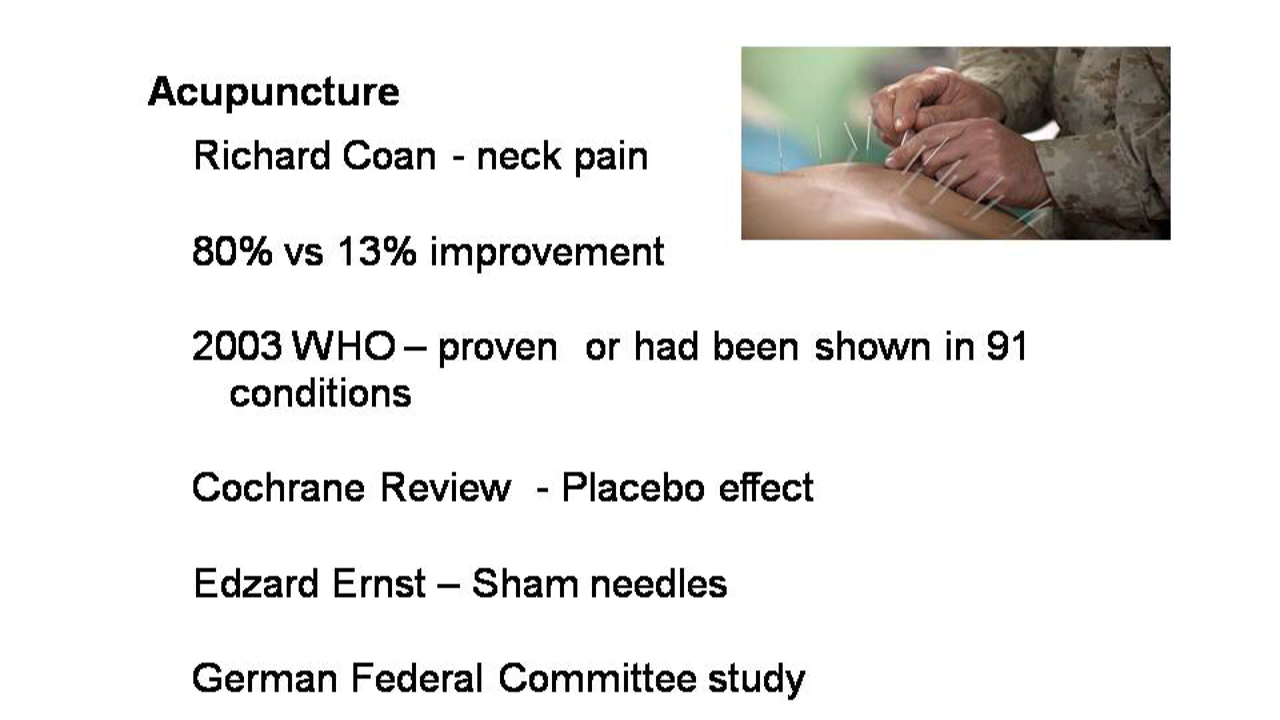 Acupuncture
Richard Coan - neck pain
80% vs 13% improvement
2003 WHO – proven or had been shown in 91
conditions
Cochrane Review - Placebo effect
Edzard Ernst – Sham needles
German Federal Committee study